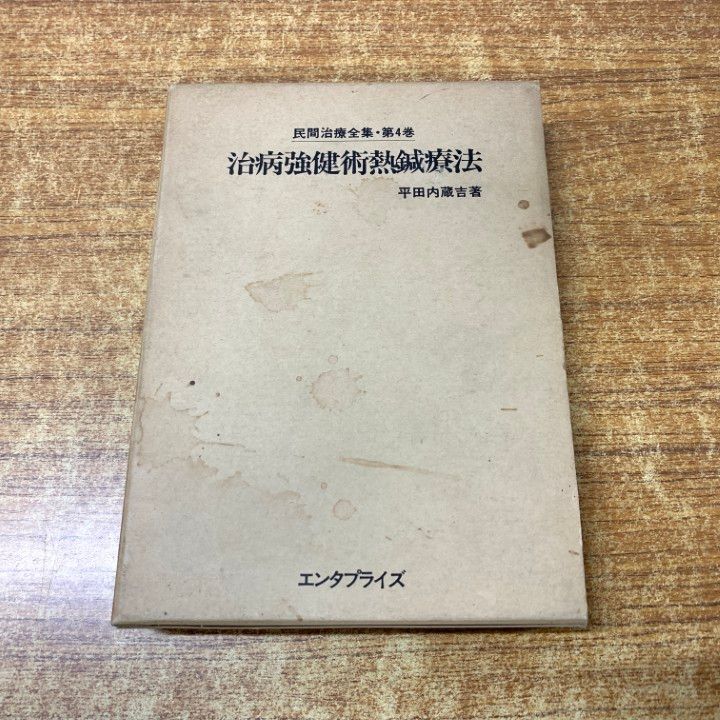 民間治療全集・第4巻
治病強健術熱鍼療法
平田内蔵吉著
エンタプライズ